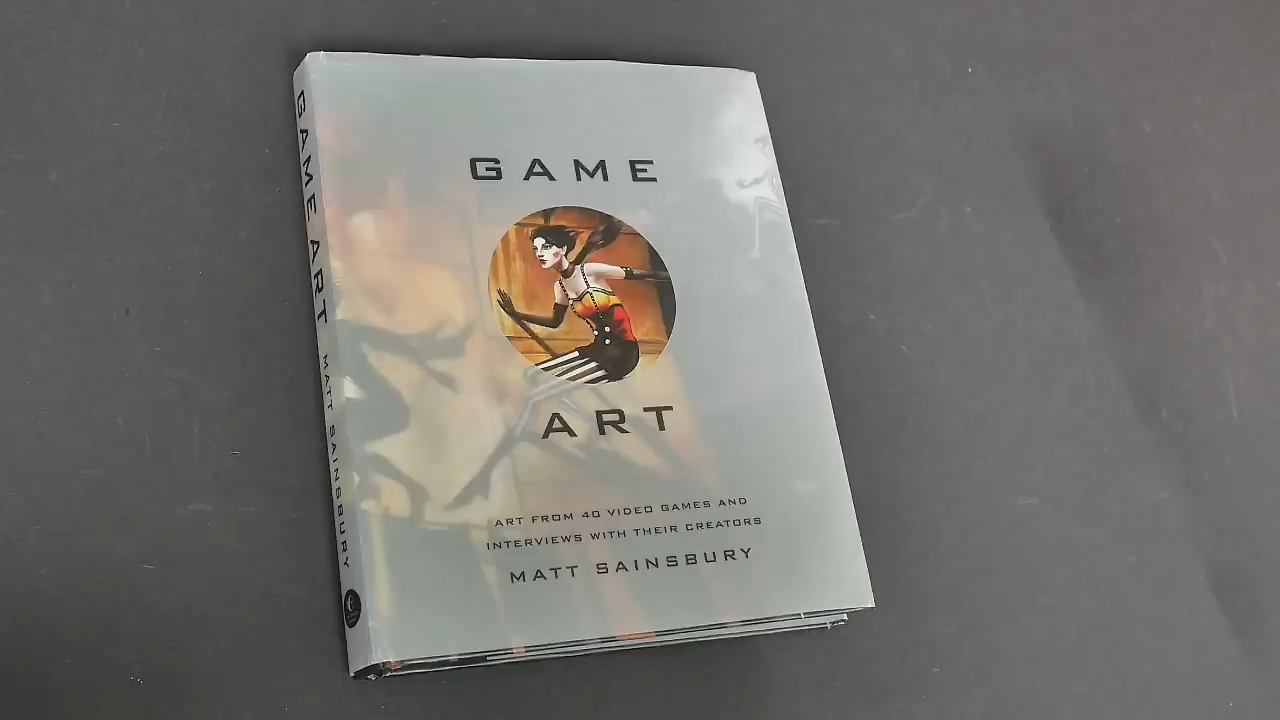 GAME ART MATT SAINSBURY
GAME
ART
ART FROM 40 VIDEO GAMES AND
INTERVIEWS WITH THEIR CREATORS
MATT SAINSBURY